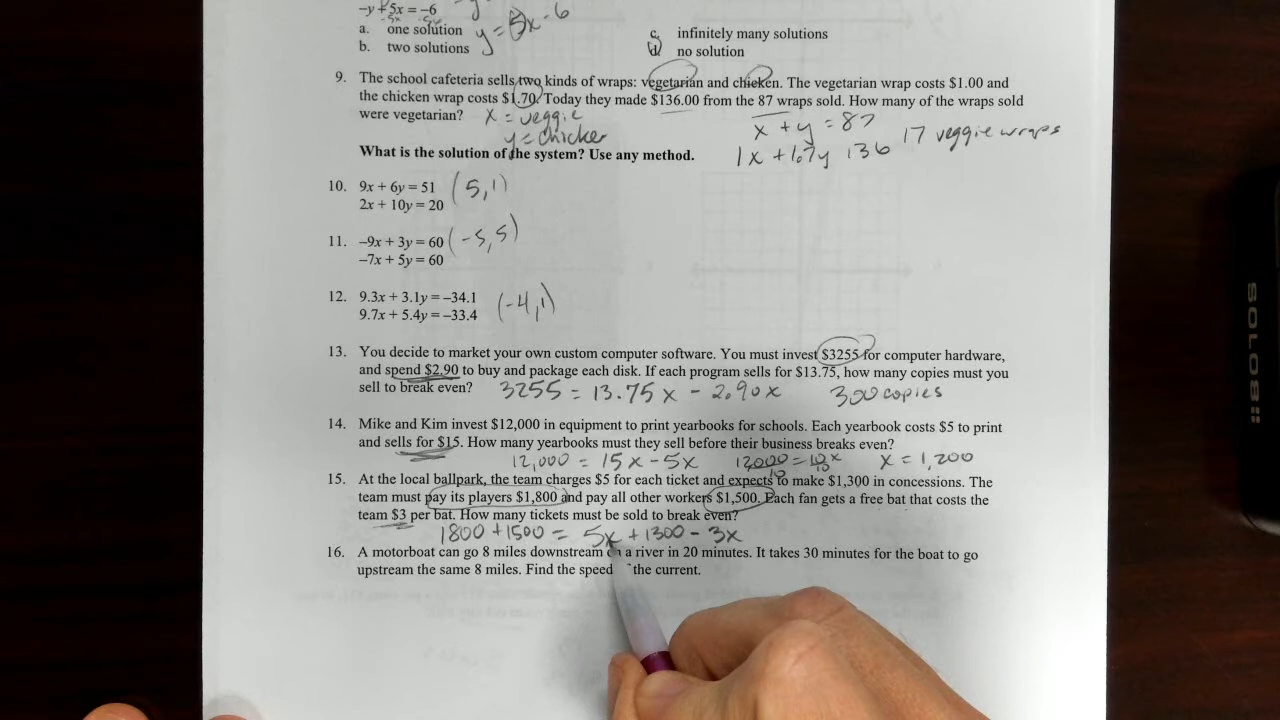 -y + 5x = -6
a. one solution
y = 5x - 6
c. infinitely many solutions
b. two solutions
d. no solution
9. The school cafeteria sells two kinds of wraps: vegetarian and chicken. The vegetarian wrap costs $1.00 and
the chicken wrap costs $1.70. Today they made $136.00 from the 87 wraps sold. How many of the wraps sold
were vegetarian? x = veggie
y = chicken
x + y = 87
1x + 1.7y 136
17 veggie wraps
What is the solution of the system? Use any method.
10. 9x + 6y = 51 (5,1)
2x + 10y = 20
11. –9x + 3y = 60 (-5,5)
–7x + 5y = 60
12. 9.3x + 3.1y = –34.1 (-4,1)
9.7x + 5.4y = –33.4
13. You decide to market your own custom computer software. You must invest $3255 for computer hardware,
and spend $2.90 to buy and package each disk. If each program sells for $13.75, how many copies must you
sell to break even? 3255 = 13.75x - 2.90x 300 copies
14. Mike and Kim invest $12,000 in equipment to print yearbooks for schools. Each yearbook costs $5 to print
and sells for $15. How many yearbooks must they sell before their business breaks even?
12,000 = 15x - 5x 12000 = 10x x = 1,200
10 10
15. At the local ballpark, the team charges $5 for each ticket and expects to make $1,300 in concessions. The
team must pay its players $1,800 and pay all other workers $1,500. Each fan gets a free bat that costs the
team $3 per bat. How many tickets must be sold to break even?
1800 + 1500 = 5x + 1300 - 3x
16. A motorboat can go 8 miles downstream on a river in 20 minutes. It takes 30 minutes for the boat to go
upstream the same 8 miles. Find the speed the current.
SOLO8